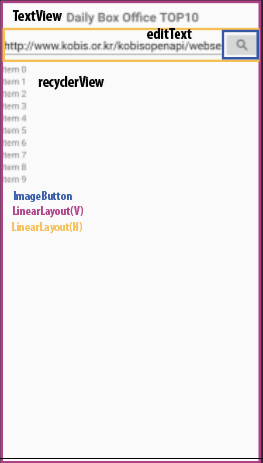 TextView Daily Box Office TOP10
editText
http://www.kobis.or.kr/kobisopenapi/webse
Item 0
Item 1 recyclerView
Item 2
Item 3
Item 4
Item 5
Item 6
Item 7
Item 8
Item 9
ImageButton
LinearLayout(V)
LinearLayout(H)